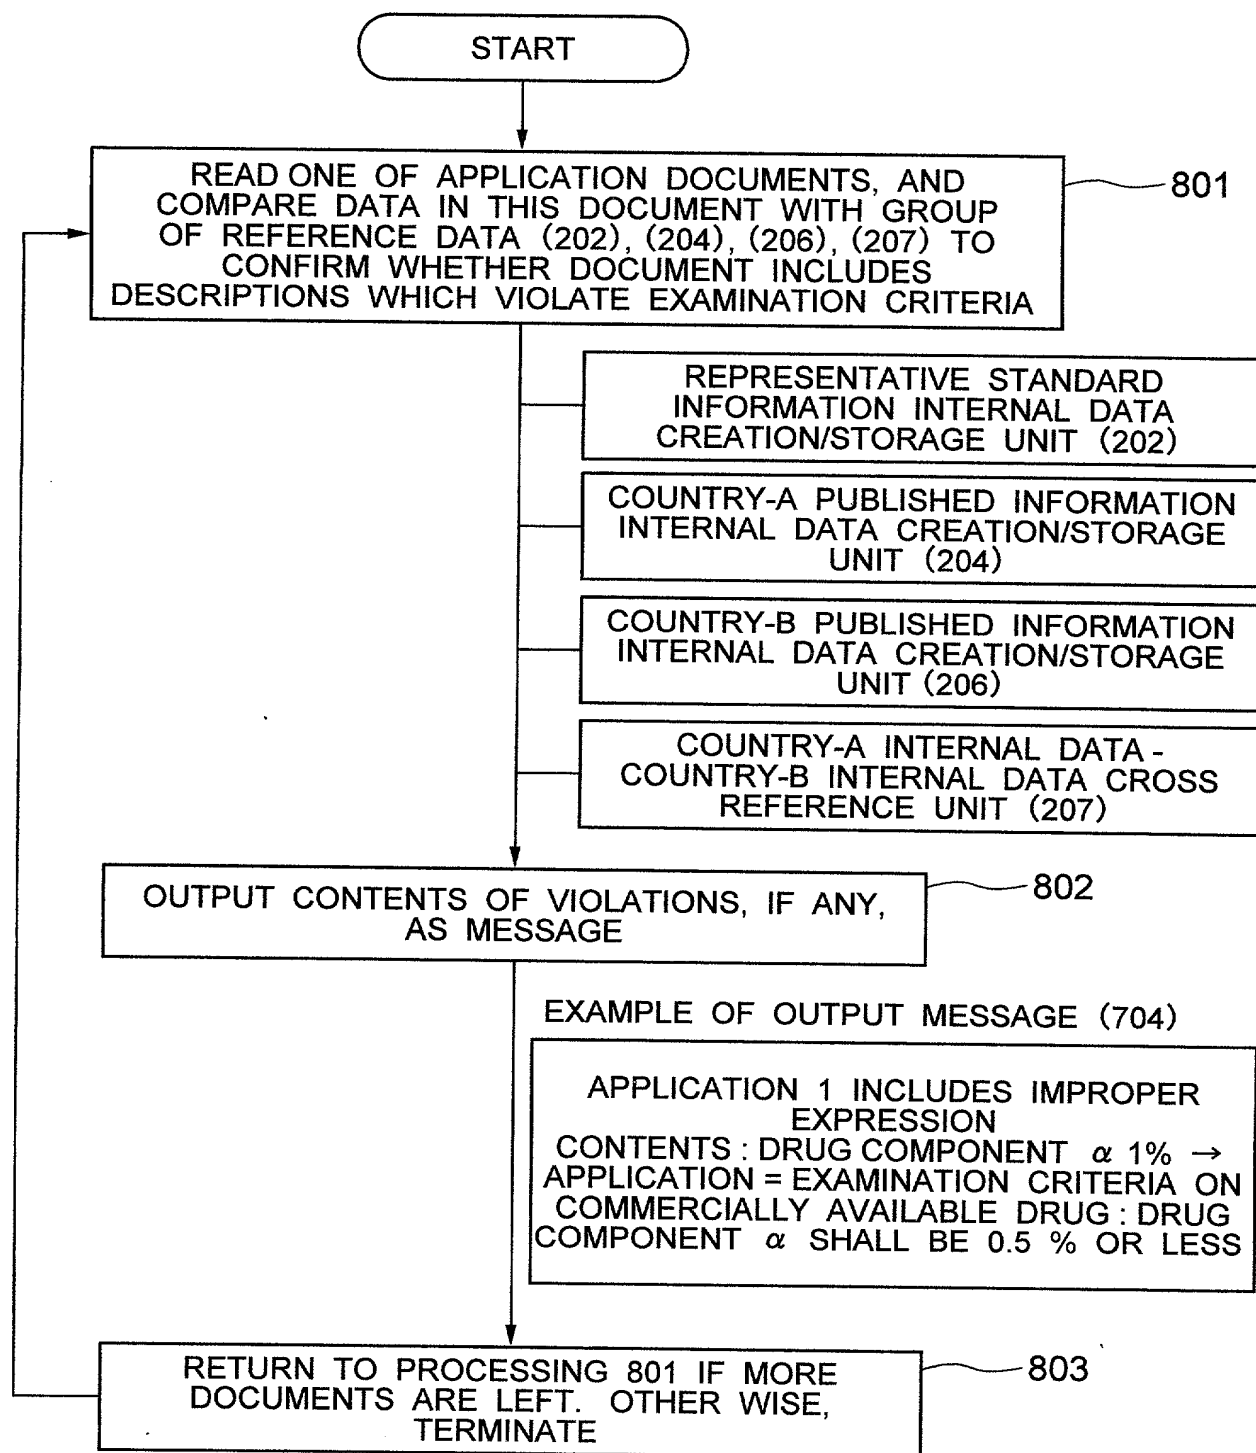 START
READ ONE OF APPLICATION DOCUMENTS, AND
COMPARE DATA IN THIS DOCUMENT WITH GROUP
OF REFERENCE DATA (202), (204), (206), (207) TO
CONFIRM WHETHER DOCUMENT INCLUDES
DESCRIPTIONS WHICH VIOLATE EXAMINATION CRITERIA
801
REPRESENTATIVE STANDARD
INFORMATION INTERNAL DATA
CREATION/STORAGE UNIT (202)
COUNTRY-A PUBLISHED INFORMATION
INTERNAL DATA CREATION/STORAGE
UNIT (204)
COUNTRY-B PUBLISHED INFORMATION
INTERNAL DATA CREATION/STORAGE
UNIT (206)
COUNTRY-A INTERNAL DATA -
COUNTRY-B INTERNAL DATA CROSS
REFERENCE UNIT (207)
OUTPUT CONTENTS OF VIOLATIONS, IF ANY,
AS MESSAGE
802
EXAMPLE OF OUTPUT MESSAGE (704)
APPLICATION 1 INCLUDES IMPROPER
EXPRESSION
CONTENTS : DRUG COMPONENT α 1% →
APPLICATION = EXAMINATION CRITERIA ON
COMMERCIALLY AVAILABLE DRUG : DRUG
COMPONENT α SHALL BE 0.5 % OR LESS
RETURN TO PROCESSING 801 IF MORE
DOCUMENTS ARE LEFT. OTHER WISE,
TERMINATE
803